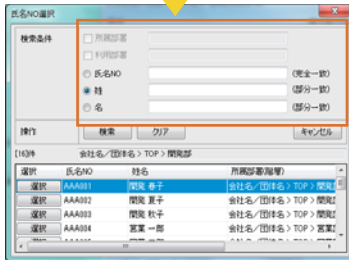 氏名NO選択
検索条件
所属部署
利用部署
氏名NO (完全一致)
姓 (部分一致)
名 (部分一致)
操作 検索 クリア キャンセル
[16]件 会社名／団体名 > TOP > 開発部
選択 氏名NO 姓名 所属部署(階層)
選択 AAA001 開発 春子 会社名／団体名 > TOP > 開発
選択 AAA002 開発 夏子 会社名／団体名 > TOP > 開発
選択 AAA003 開発 秋子 会社名／団体名 > TOP > 開発
選択 AAA004 営業 一郎 会社名／団体名 > TOP > 営業